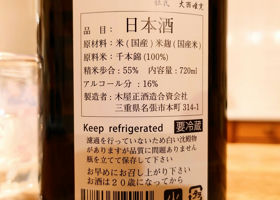 杜氏 大西唯克
品目：日本酒
原材料：米(国産)米麹(国産米)
原料米：千本錦(100%)
精米歩合：55% 内容量：720ml
アルコール分：16%
製造者：木屋正酒造合資会社
三重県名張市本町 314-1
Keep refrigerated 要冷蔵
濾過を行っていないため白い沈殿物
がありますが品質に問題ありません
瓶を立てて保存して下さい
お早めにお召し上がり下さい
お酒は20歳になってから